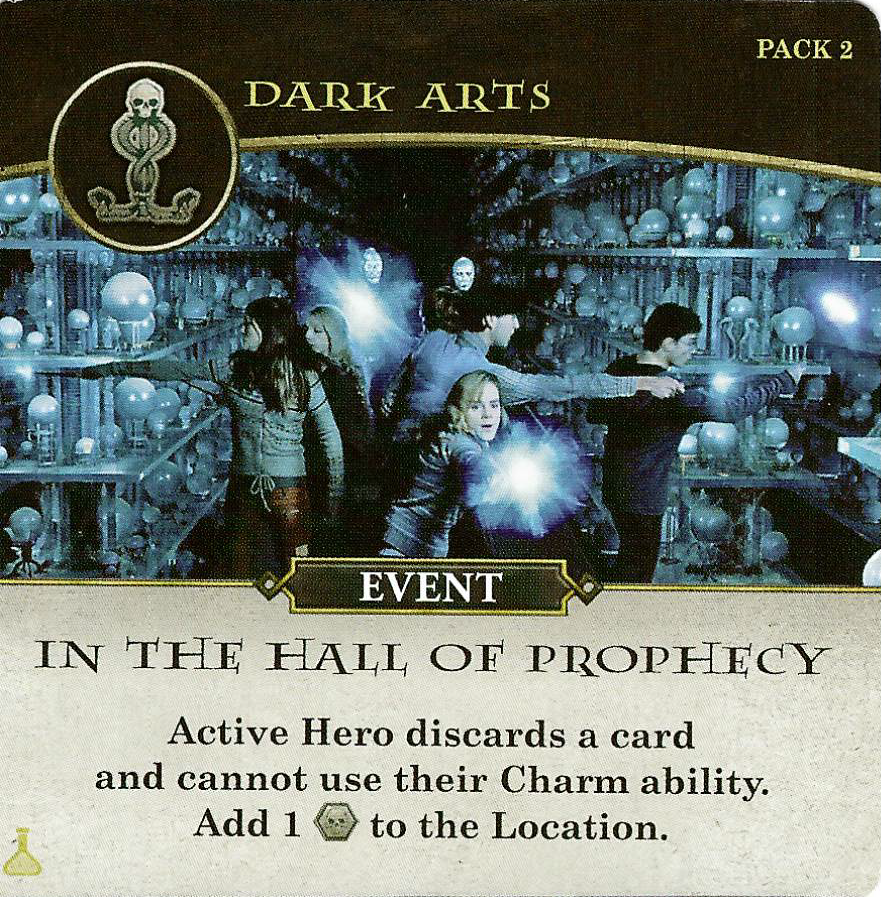 PACK 2
DARK ARTS
EVENT
IN THE HALL OF PROPHECY
Active Hero discards a card
and cannot use their Charm ability.
Add 1 to the Location.